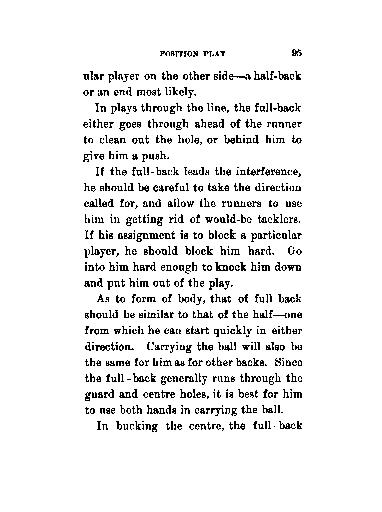 POSITION PLAY 95
ular player on the other side—a half-back
or an end most likely.
In plays through the line, the full-back
either goes through ahead of the runner
to clean out the hole, or behind him to
give him a push.
If the full-back leads the interference,
he should be careful to take the direction
called for, and allow the runners to use
him in getting rid of would-be tacklers.
If his assignment is to block a particular
player, he should block him hard. Go
into him hard enough to knock him down
and put him out of the play.
As to form of body, that of full back
should be similar to that of the half—one
from which he can start quickly in either
direction. Carrying the ball will also be
the same for him as for other backs. Since
the full-back generally runs through the
guard and centre holes, it is best for him
to use both hands in carrying the ball.
In bucking the centre, the full-back